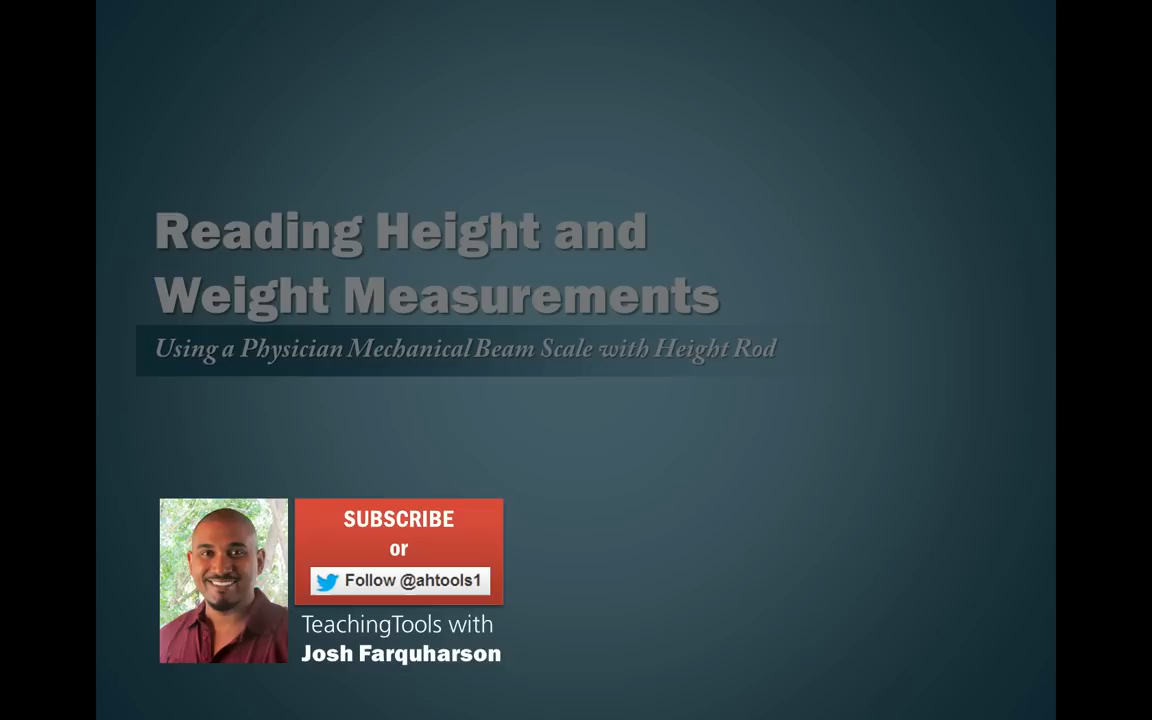 Reading Height and
Weight Measurements
Using a Physician Mechanical Beam Scale with Height Rod
SUBSCRIBE
or
Follow @ahtools1
TeachingTools with
Josh Farquharson